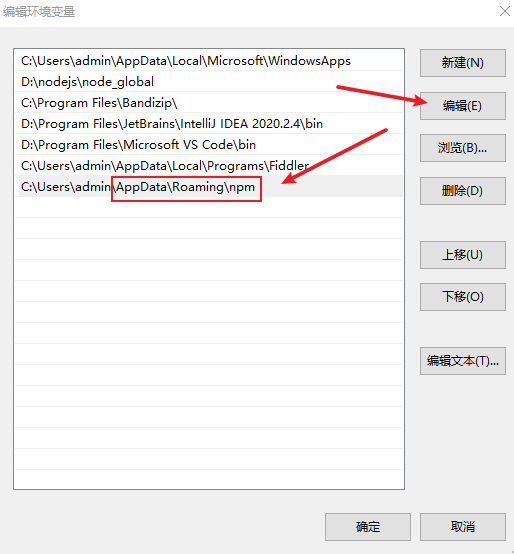 编辑环境变量
C:\Users\admin\AppData\Local\Microsoft\WindowsApps
D:\nodejs\node_global
C:\Program Files\Bandizip\
D:\Program Files\JetBrains\IntelliJ IDEA 2020.2.4\bin
D:\Program Files\Microsoft VS Code\bin
C:\Users\admin\AppData\Local\Programs\Fiddler
C:\Users\admin\AppData\Roaming\npm
新建(N)
编辑(E)
浏览(B)...
删除(D)
上移(U)
下移(O)
编辑文本(T)...
确定
取消